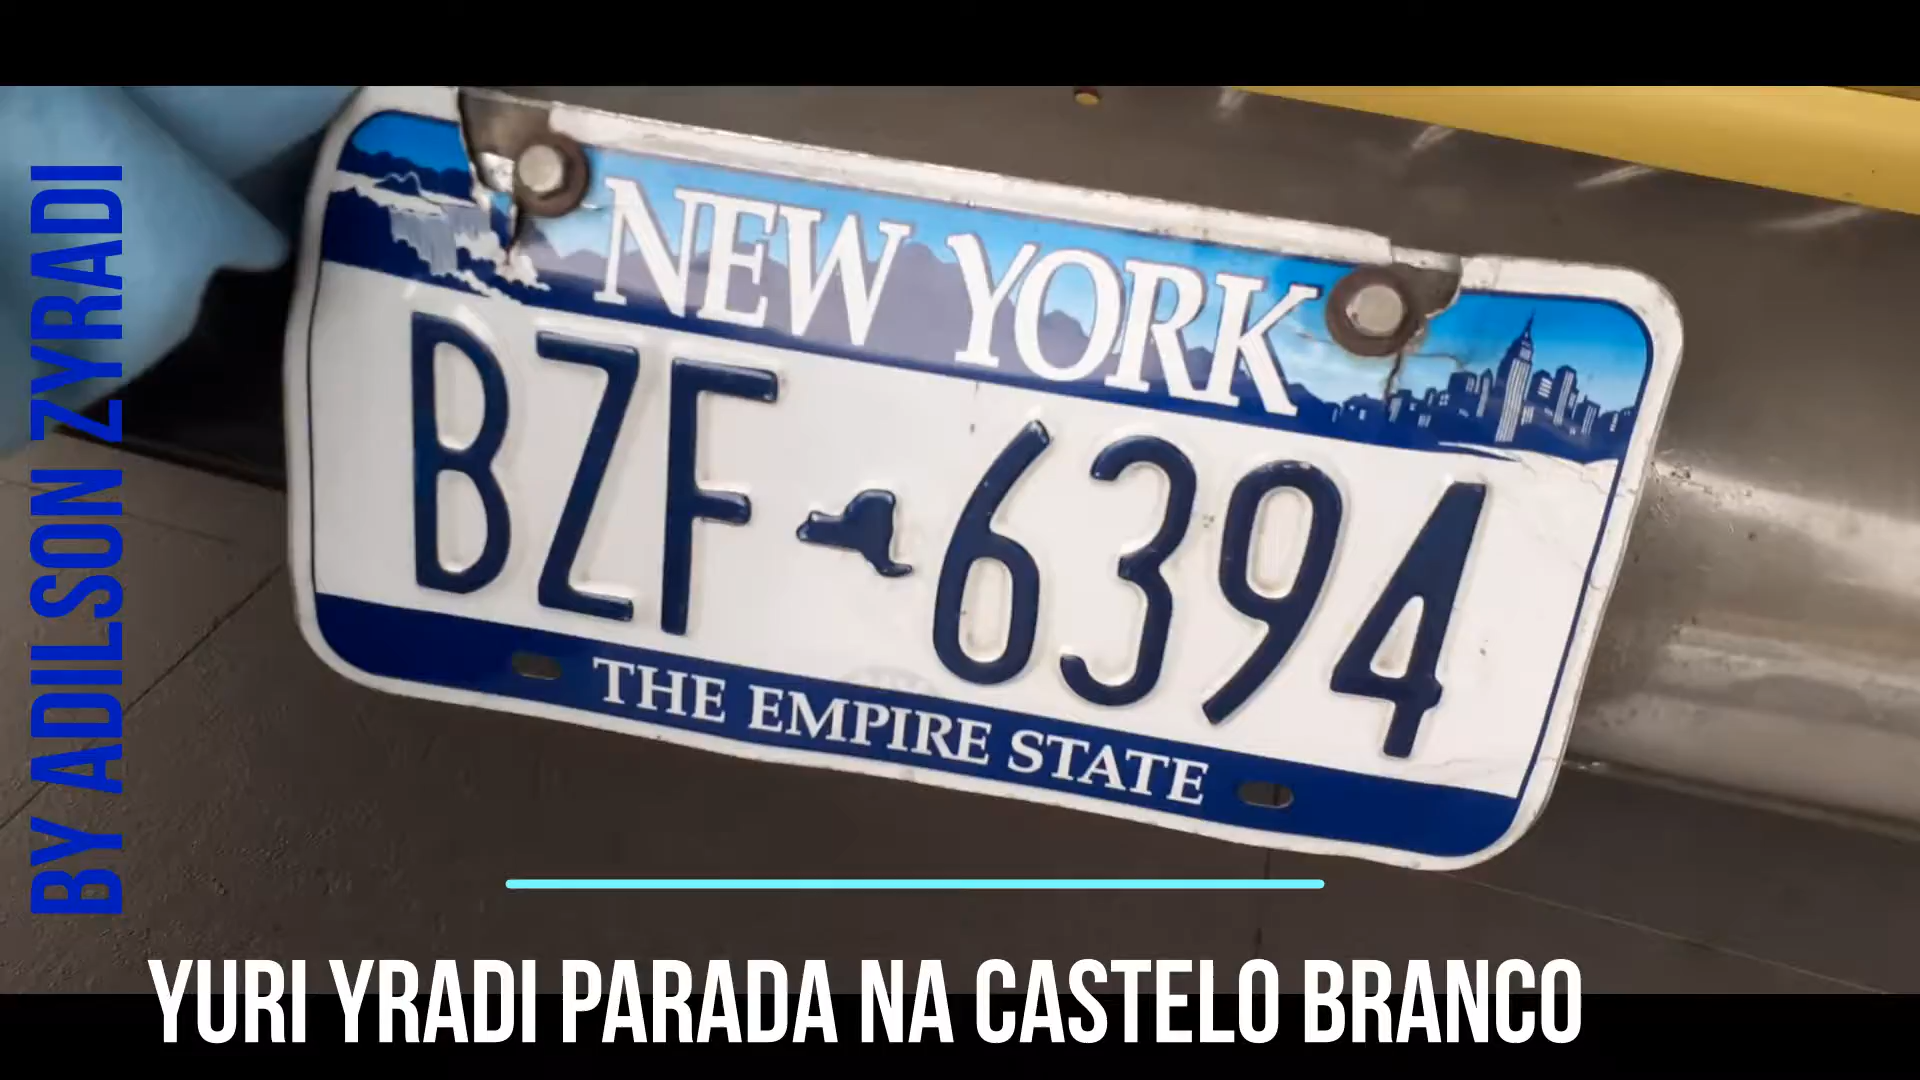 BY ADILSON ZYRADI
NEW YORK
BZF 6394
THE EMPIRE STATE
YURI YRADI PARADA NA CASTELO BRANCO